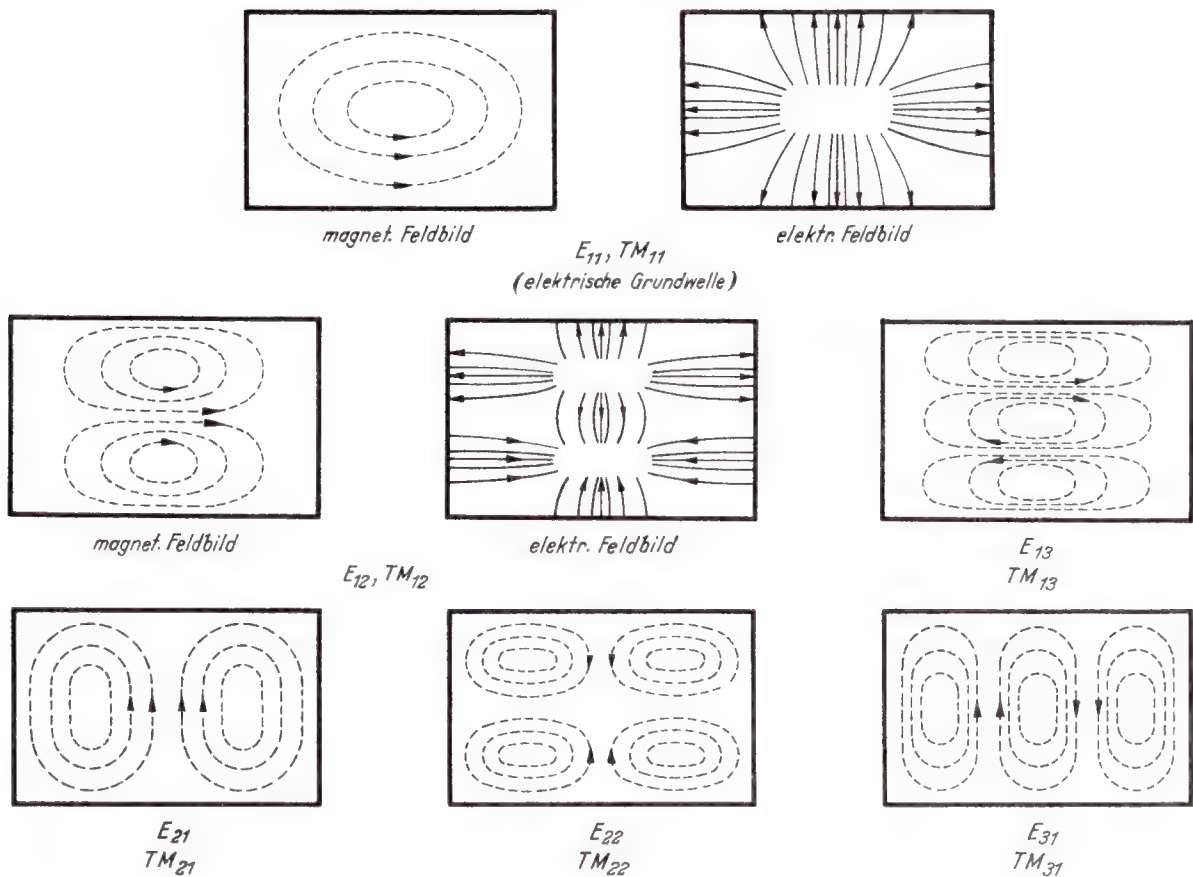 magnet. Feldbild
elektr. Feldbild
E11, TM11
(elektrische Grundwelle)
magnet. Feldbild
elektr. Feldbild
E12, TM12
E13
TM13
E21
TM21
E22
TM22
E31
TM31